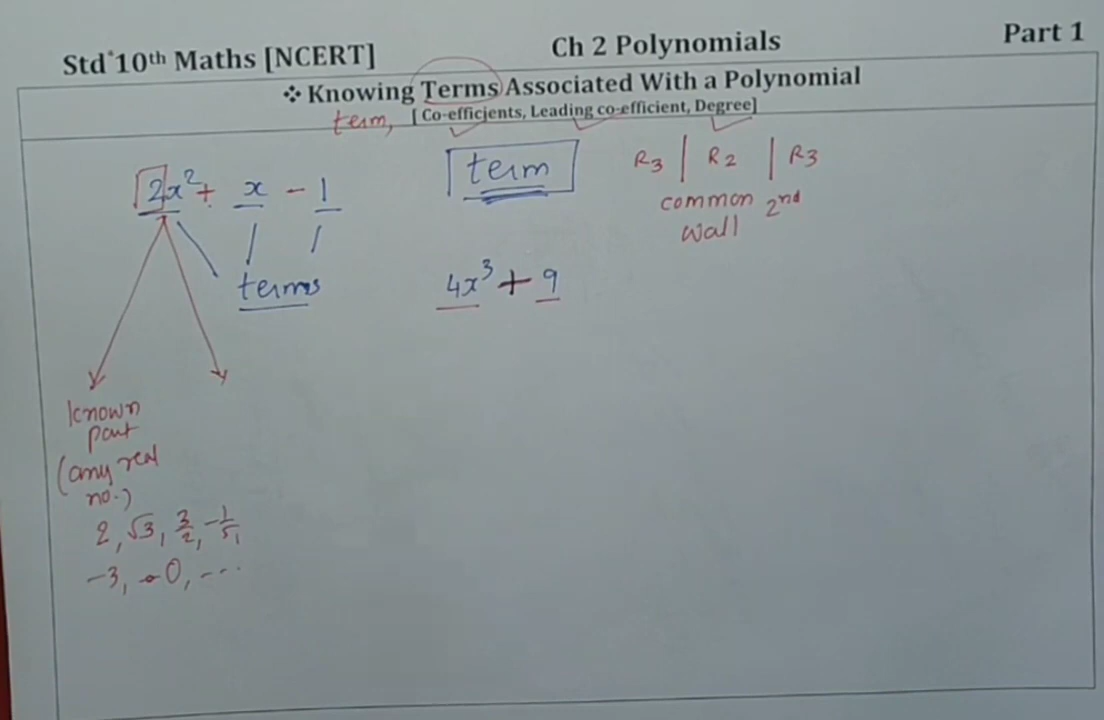 Std 10th Maths [NCERT] Ch 2 Polynomials Part 1
❖ Knowing Terms Associated With a Polynomial
term, [ Co-efficients, Leading co-efficient, Degree]
2x² + x - 1
terms
term
4x³ + 9
R3 | R2 | R3
common 2nd
wall
known
part
(any real
no.)
2, √3, 3/2, -1/5,
-3, 0, ---